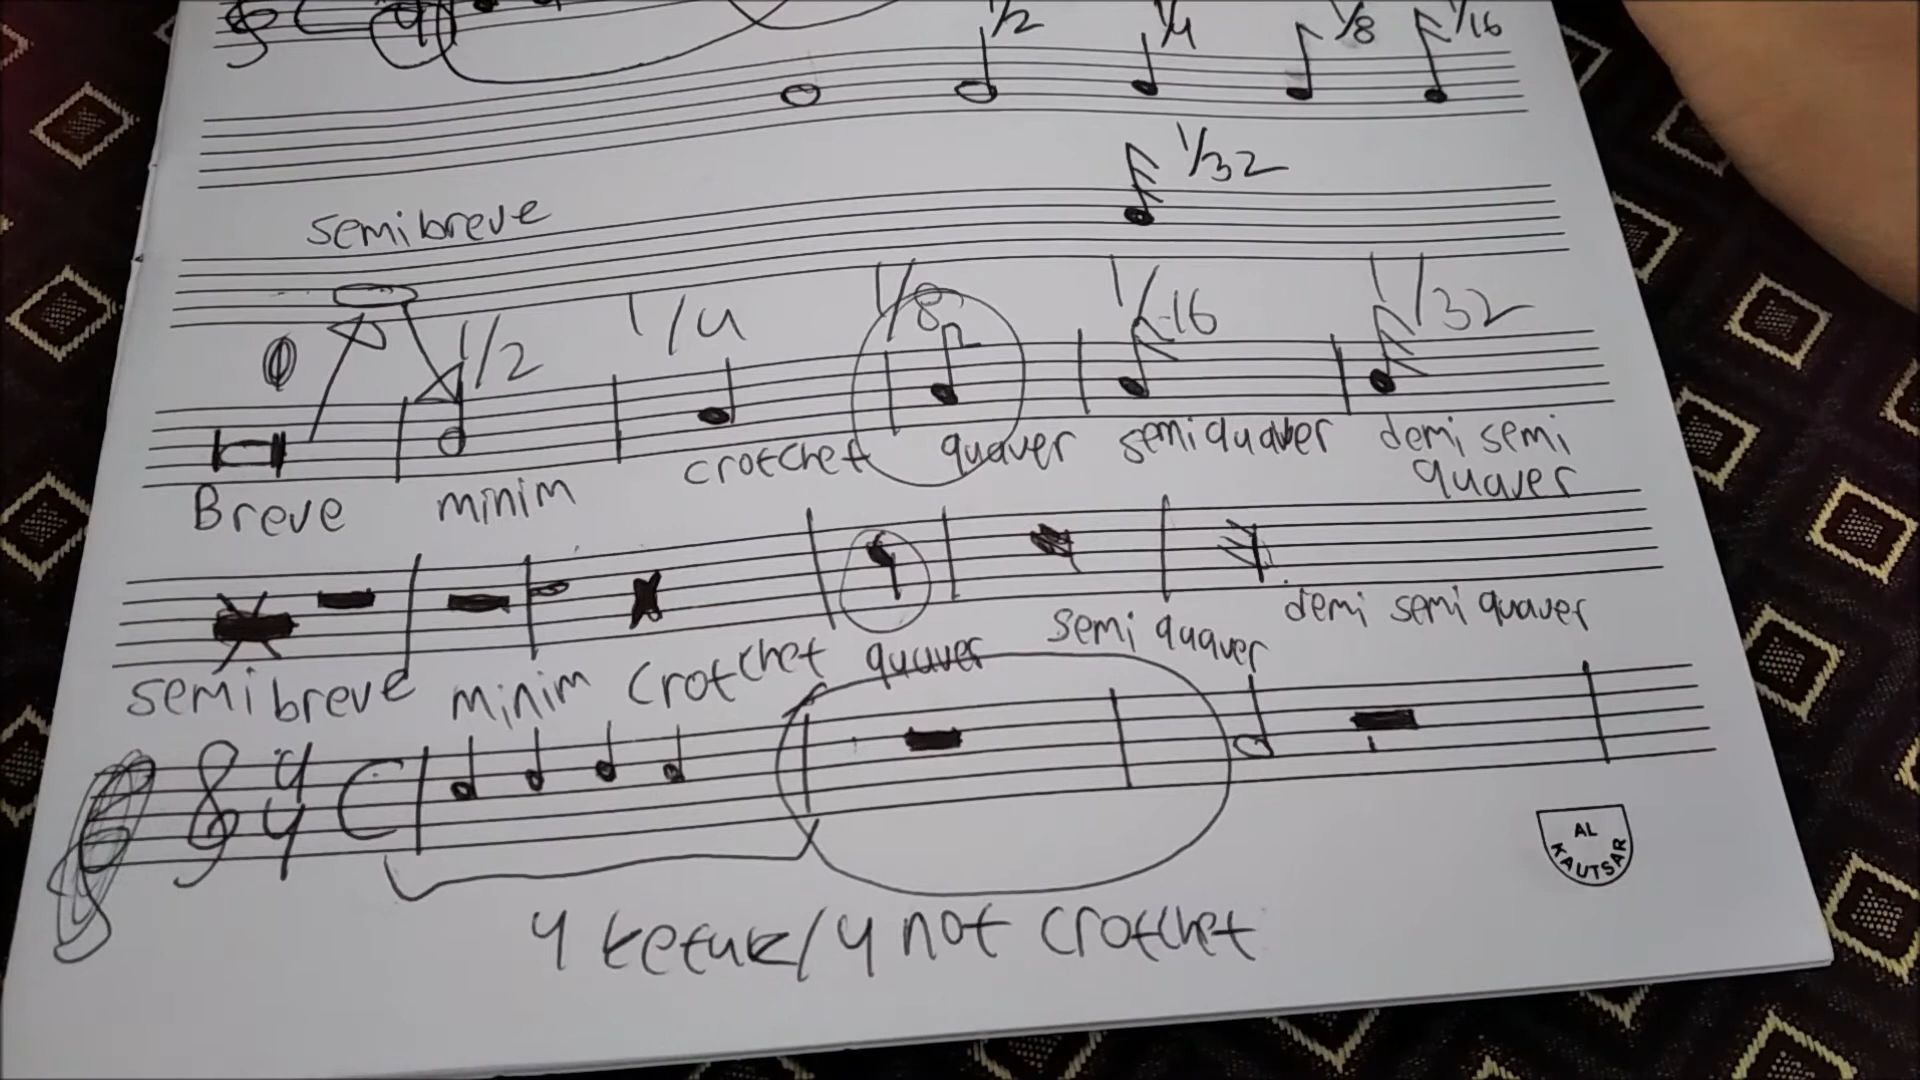 1/2 1/4 1/8 1/16
1/32
semibreve
1/2 1/4 1/8 1/16 1/32
Breve minim crotchet quaver semiquaver demi semi
quaver
semibreve minim crotchet quaver semi quaver demi semi quaver
4
4
4 ketuk/4 not crotchet
AL
KAUTSAR